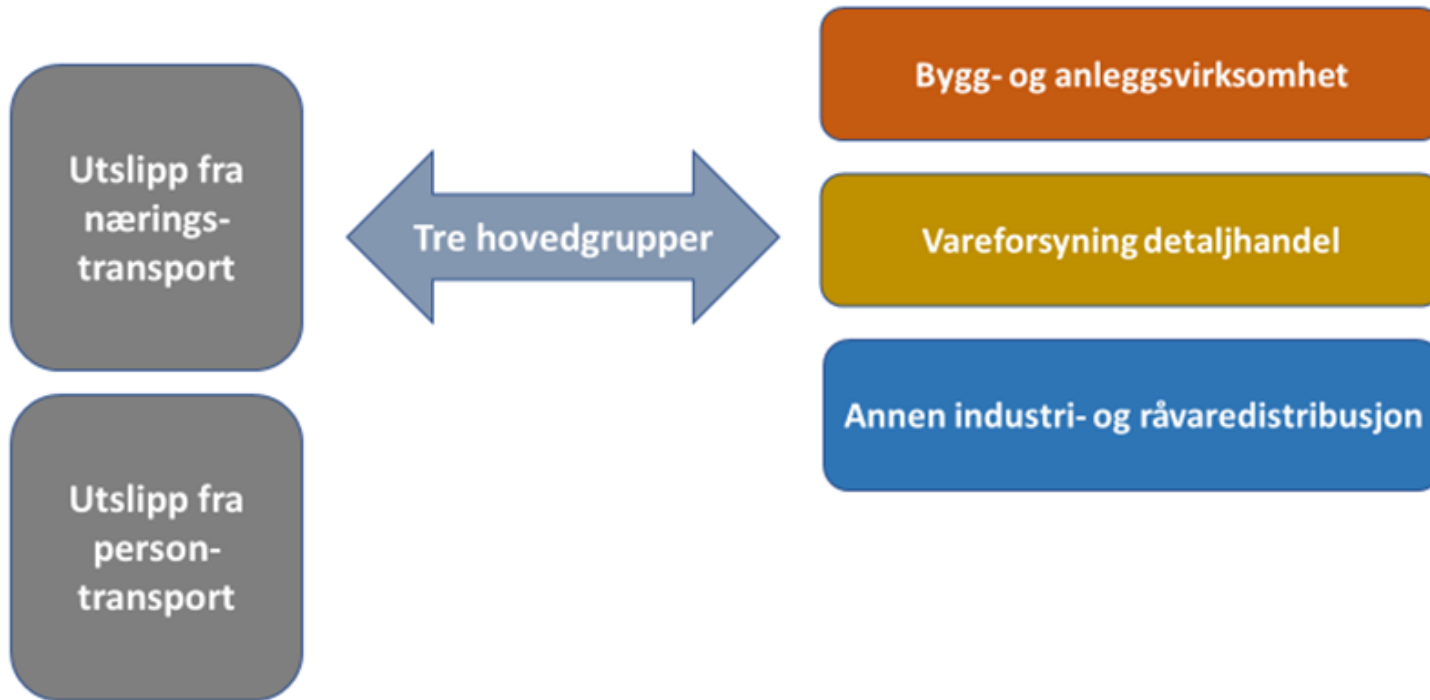 Utslipp fra
nærings-
transport
Utslipp fra
person-
transport
Tre hovedgrupper
Bygg- og anleggsvirksomhet
Vareforsyning detaljhandel
Annen industri- og råvaredistribusjon